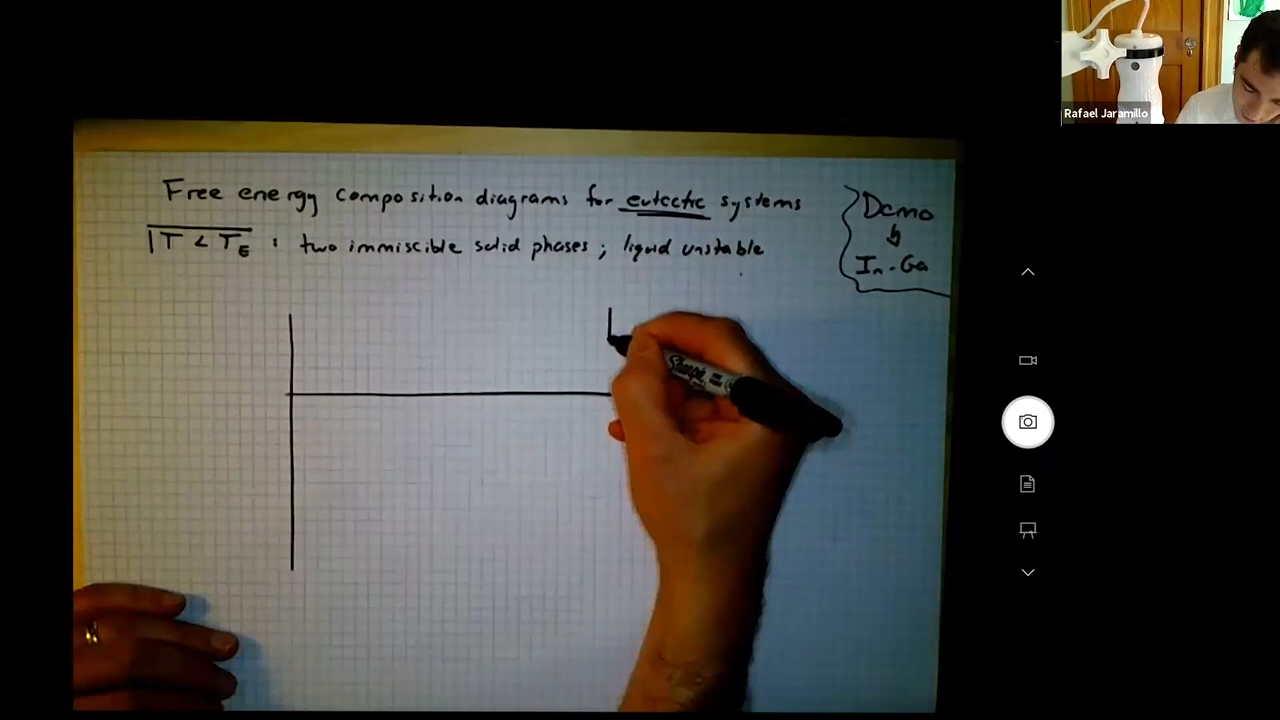 Free energy composition diagrams for eutectic systems
T < T_E : two immiscible solid phases ; liquid unstable
Demo
In-Ga
Sharpie
Rafael Jaramillo